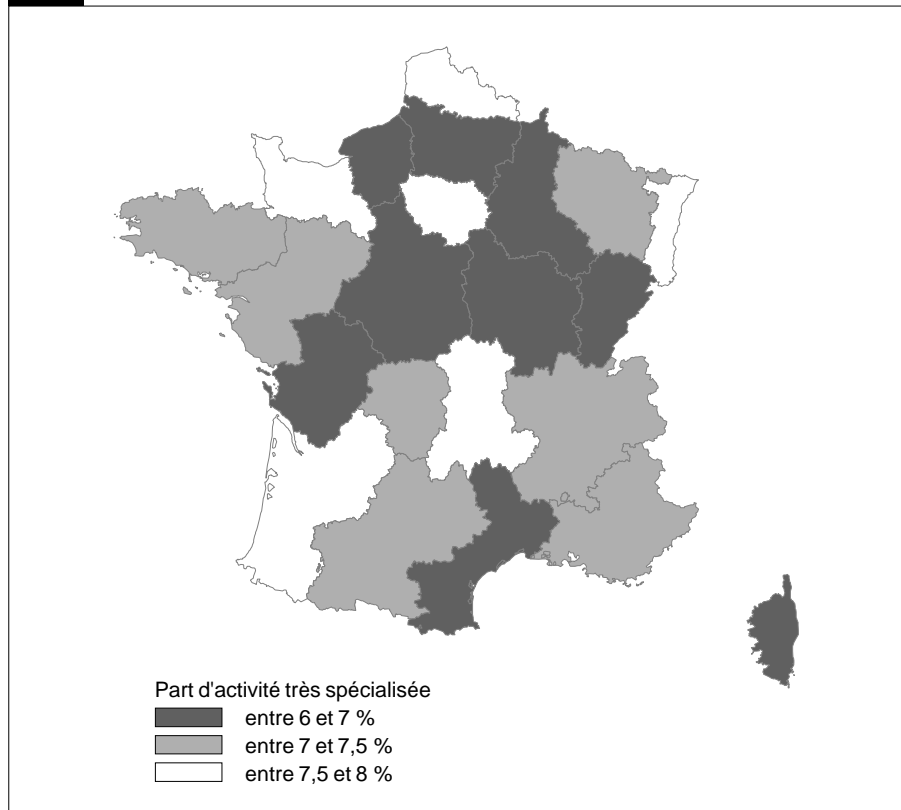 Part d'activité très spécialisée
entre 6 et 7 %
entre 7 et 7,5 %
entre 7,5 et 8 %